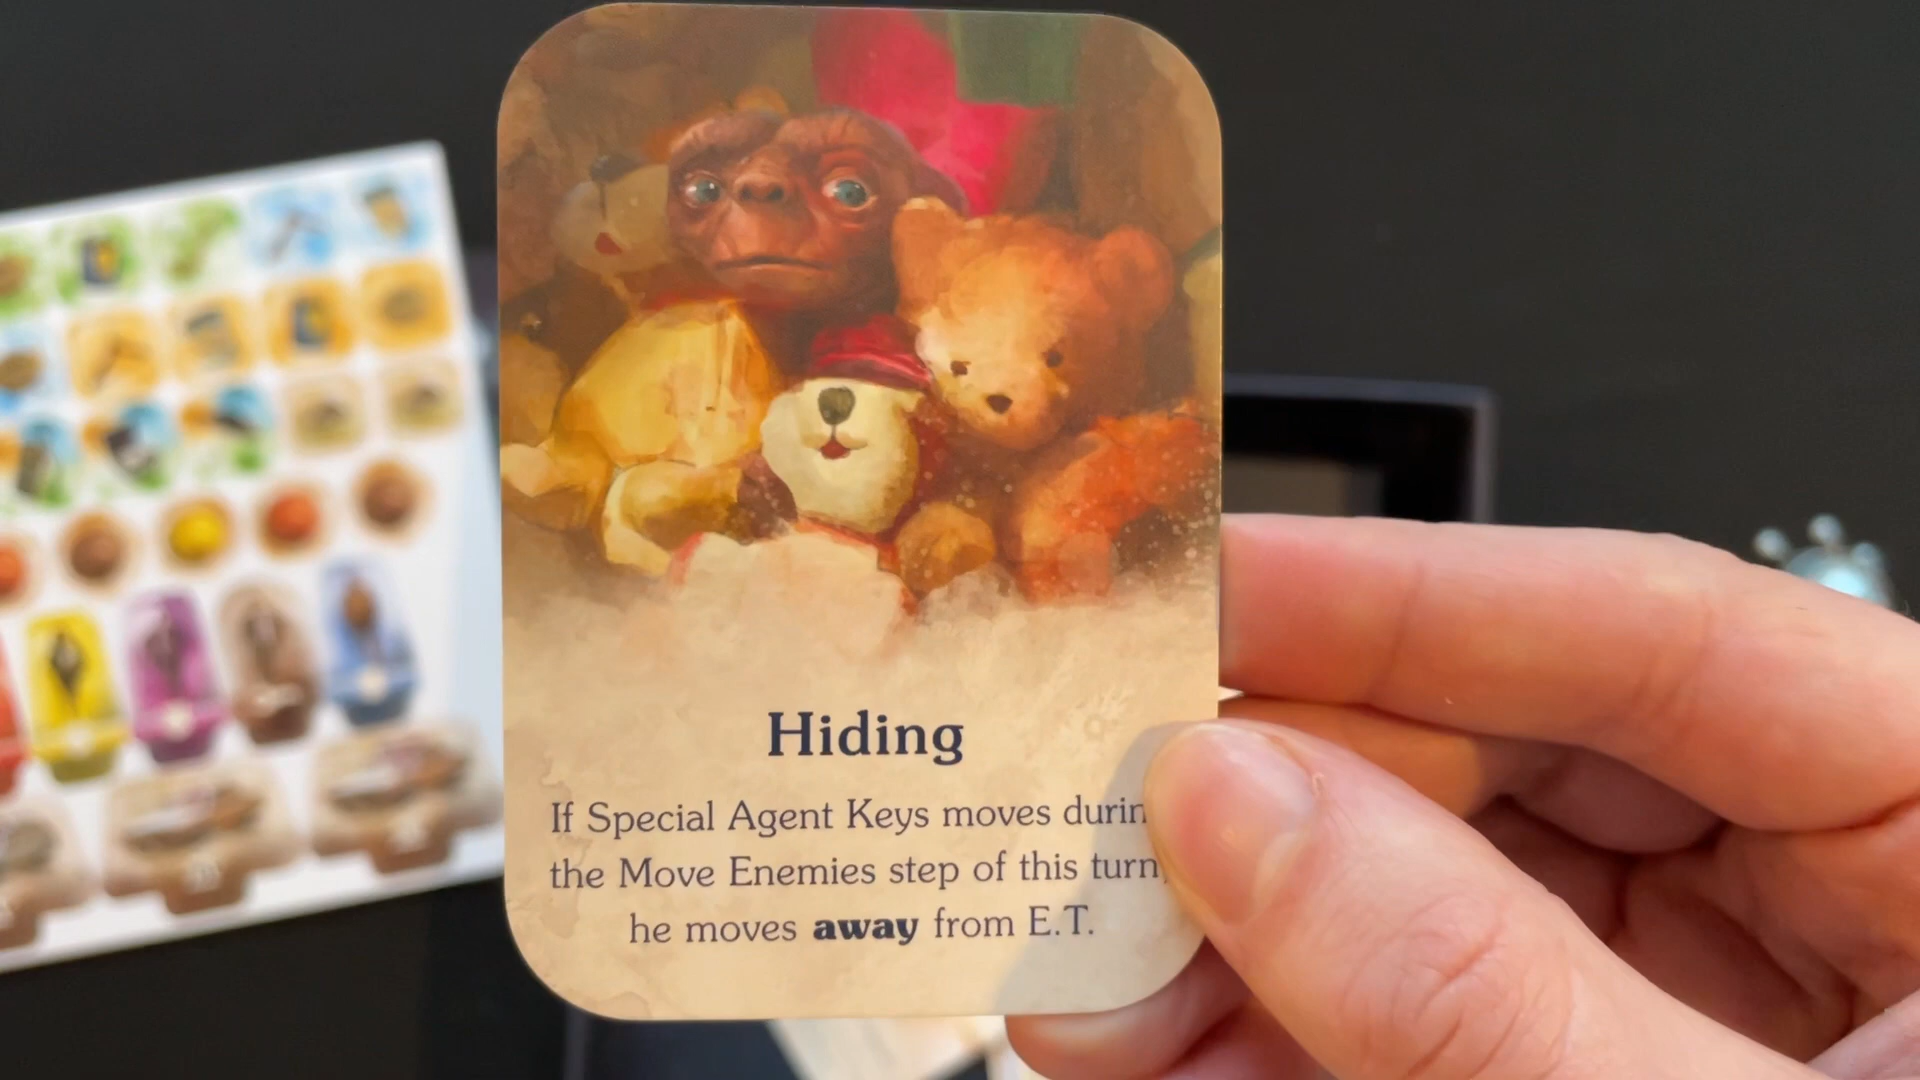 Hiding
If Special Agent Keys moves durin
the Move Enemies step of this turn,
he moves away from E.T.